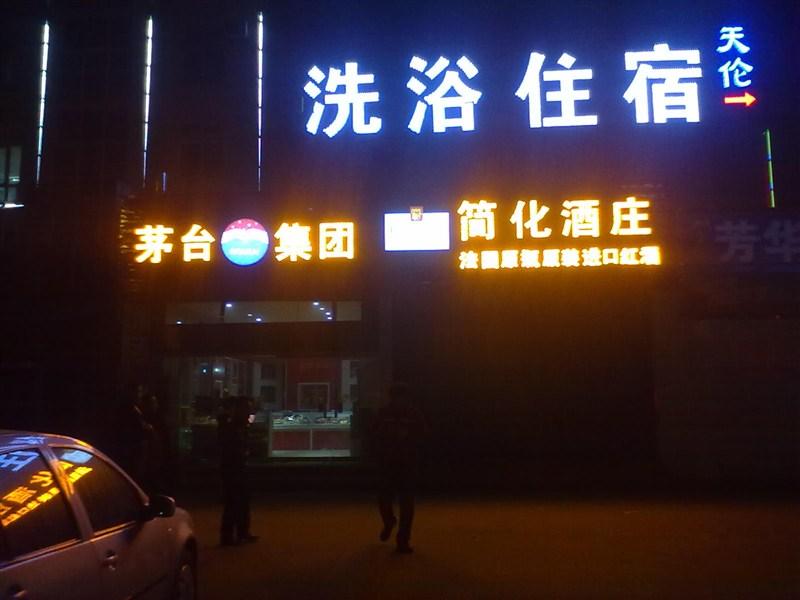 洗浴住宿
天伦
茅台集团
简化酒庄
法国原瓶原装进口红酒
芳华